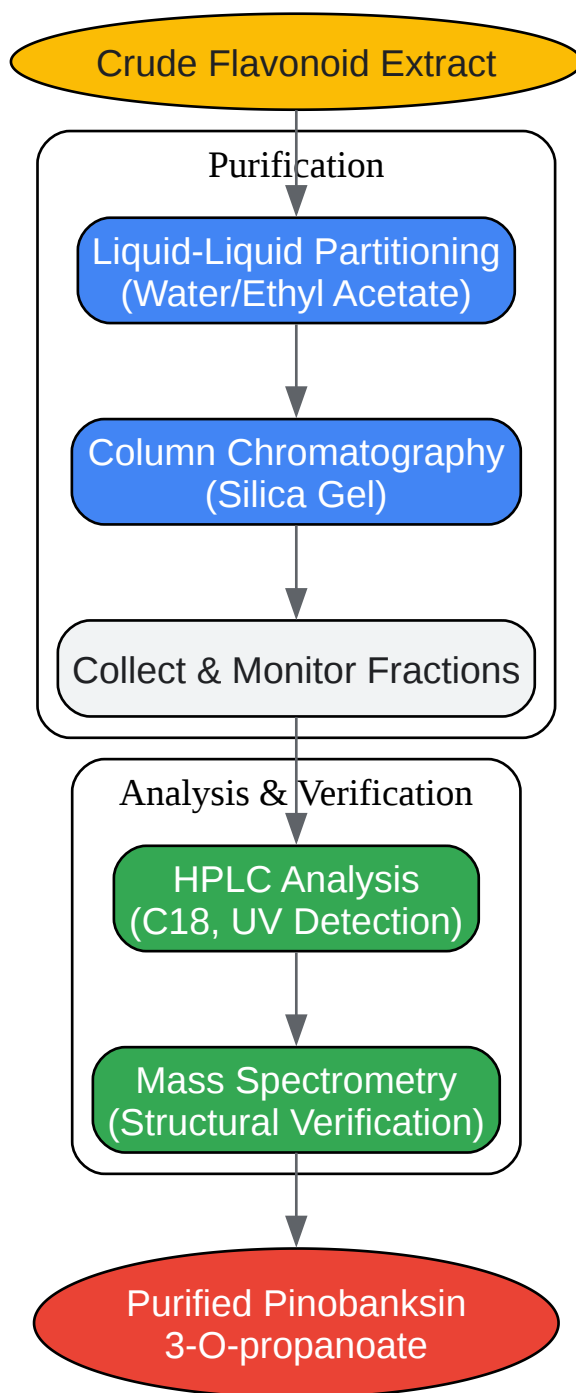 Crude Flavonoid Extract
Purification
Liquid-Liquid Partitioning
(Water/Ethyl Acetate)
Column Chromatography
(Silica Gel)
Collect & Monitor Fractions
Analysis & Verification
HPLC Analysis
(C18, UV Detection)
Mass Spectrometry
(Structural Verification)
Purified Pinobanksin
3-O-propanoate